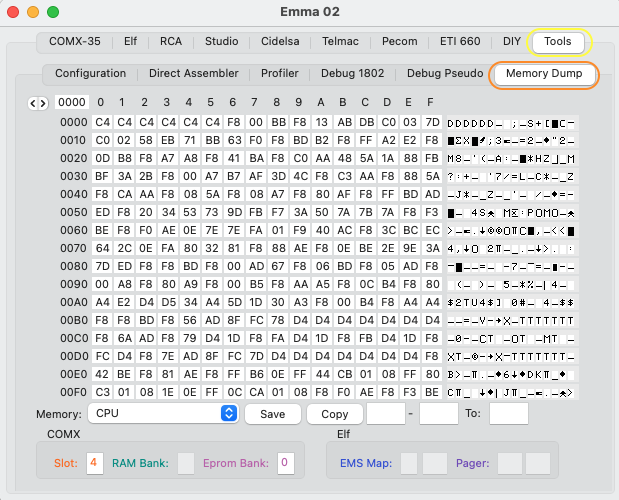 Emma 02
COMX-35 Elf RCA Studio Cidelsa Telmac Pecom ETI 660 DIY Tools
Configuration Direct Assembler Profiler Debug 1802 Debug Pseudo Memory Dump
0000 0 1 2 3 4 5 6 7 8 9 A B C D E F
0000 C4 C4 C4 C4 C4 C4 F8 00 BB F8 13 AB DB C0 03 7D
0010 C0 02 58 EB 71 BB 63 F0 F8 BD B2 F8 FF A2 E2 F8
0020 0D B8 F8 A7 A8 F8 41 BA F8 C0 AA 48 5A 1A 88 FB
0030 BF 3A 2B F8 00 A7 B7 AF 3D 4C F8 C3 AA F8 88 5A
0040 F8 CA AA F8 08 5A F8 08 A7 F8 80 AF F8 FF BD AD
0050 ED F8 20 34 53 73 9D FB F7 3A 50 7A 7B 7A F8 F3
0060 BE F8 F0 AE 0E 7E 7E FA 01 F9 40 AC F8 3C BC EC
0070 64 2C 0E FA 80 32 81 F8 88 AE F8 0E BE 2E 9E 3A
0080 7D ED F8 F8 BD F8 00 AD 67 F8 06 BD F8 05 AD F8
0090 00 A8 F8 80 A9 F8 00 B5 F8 AA A5 F8 0C B4 F8 80
00A0 A4 E2 D4 D5 34 A4 5D 1D 30 A3 F8 00 B4 F8 A4 A4
00B0 F8 F8 BD F8 56 AD 8F FC 78 D4 D4 D4 D4 D4 D4 D4
00C0 F8 6A AD F8 79 D4 1D F8 FA D4 1D F8 FB D4 1D F8
00D0 FC D4 F8 7E AD 8F FC 7D D4 D4 D4 D4 D4 D4 D4 F8
00E0 42 BE F8 81 AE F8 FF B6 0E FF 44 CB 01 08 FF 80
00F0 C3 01 08 1E 0E FF 0C CA 01 08 F8 F0 AE F8 F3 BE
Memory: CPU Save Copy - To:
COMX Elf
Slot: 4 RAM Bank: Eprom Bank: 0 EMS Map: Pager: